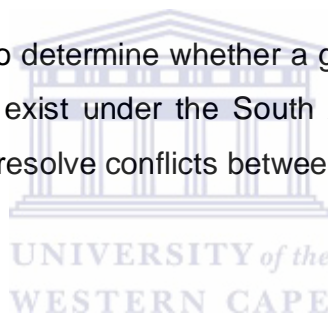 o determine whether a g
exist under the South
resolve conflicts betwee
UNIVERSITY of the
WESTERN CAPE